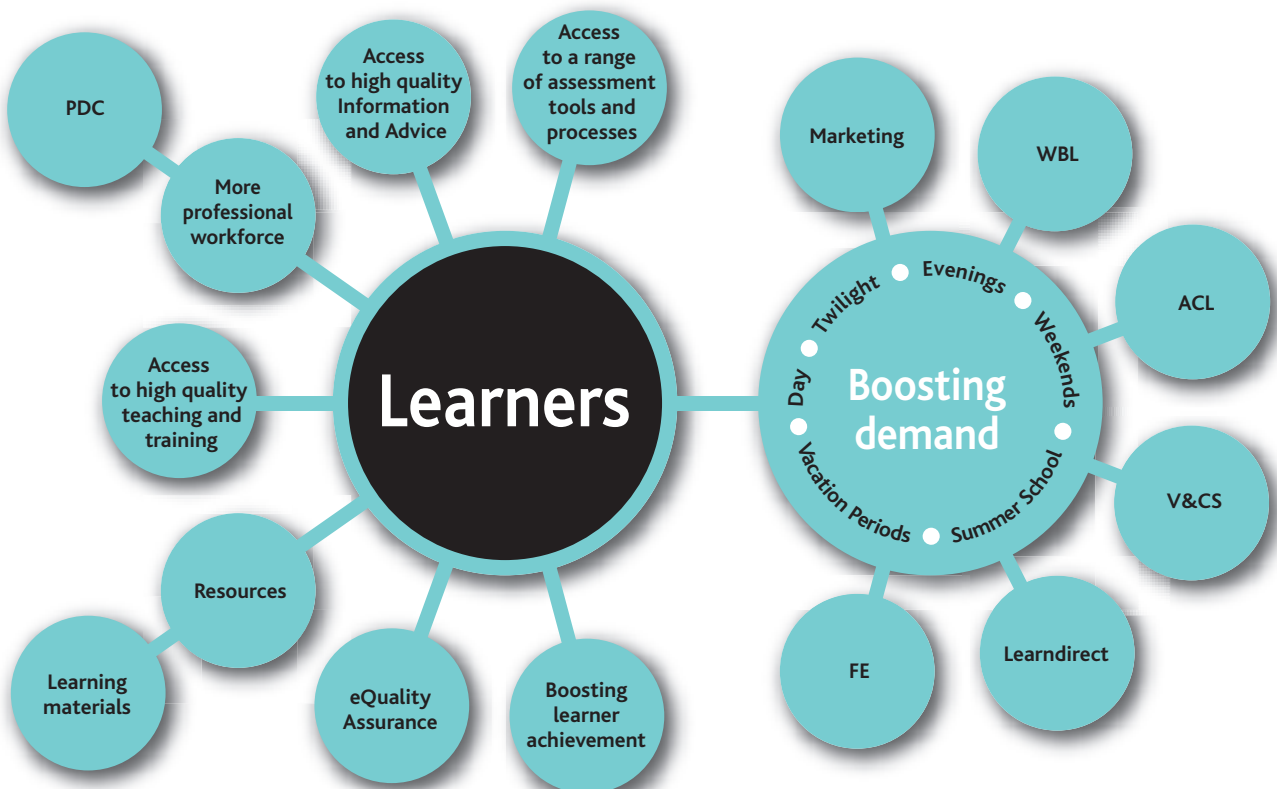 PDC
More
professional
workforce
Access
to high quality
Information
and Advice
Access
to a range
of assessment
tools and
processes
Access
to high quality
teaching and
training
Learners
Resources
Learning
materials
eQuality
Assurance
Boosting
learner
achievement
Marketing
WBL
ACL
V&CS
Learndirect
FE
Day
Twilight
Evenings
Weekends
Summer School
Vacation Periods
Boosting
demand